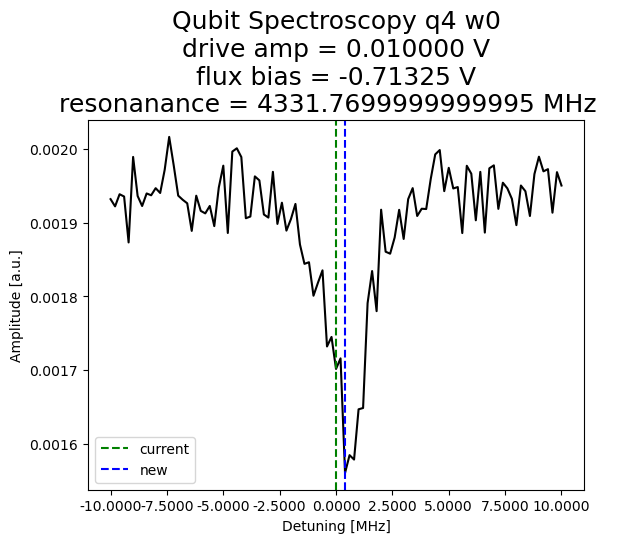 Qubit Spectroscopy q4 w0
drive amp = 0.010000 V
flux bias = -0.71325 V
resonanance = 4331.7699999999995 MHz
0.0020
0.0019
0.0018
0.0017
0.0016
Amplitude [a.u.]
current
new
-10.0000 -7.5000 -5.0000 -2.5000 0.0000 2.5000 5.0000 7.5000 10.0000
Detuning [MHz]